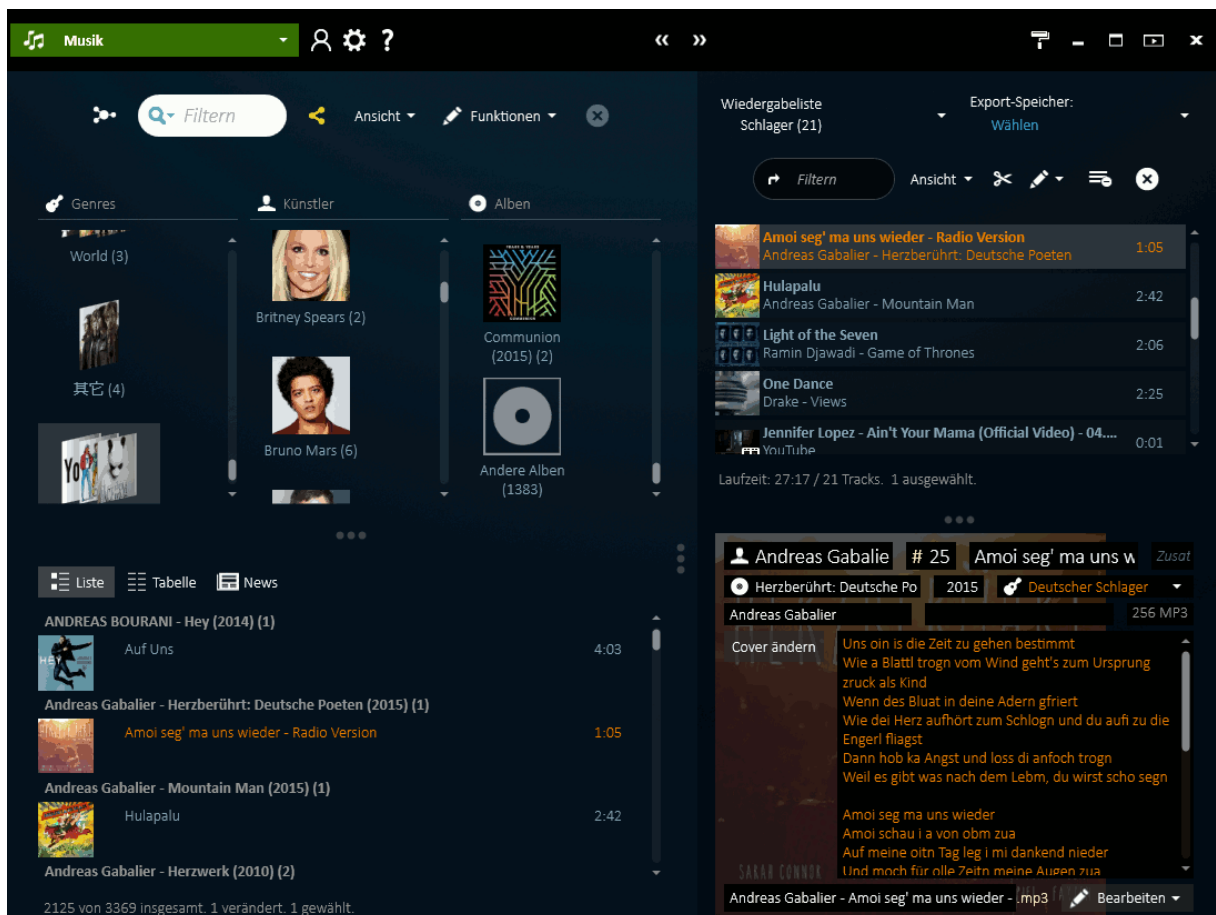 Musik
?
Filtern
Ansicht
Funktionen
Genres
Künstler
Alben
World (3)
其它 (4)
Britney Spears (2)
Bruno Mars (6)
Communion
(2015) (2)
Andere Alben
(1383)
Liste
Tabelle
News
ANDREAS BOURANI - Hey (2014) (1)
Auf Uns
4:03
Andreas Gabalier - Herzberührt: Deutsche Poeten (2015) (1)
Amoi seg' ma uns wieder - Radio Version
1:05
Andreas Gabalier - Mountain Man (2015) (1)
Hulapalu
2:42
Andreas Gabalier - Herzwerk (2010) (2)
2125 von 3369 insgesamt. 1 verändert. 1 gewählt.
Wiedergabeliste
Schlager (21)
Export-Speicher:
Wählen
Filtern
Ansicht
Amoi seg' ma uns wieder - Radio Version
Andreas Gabalier - Herzberührt: Deutsche Poeten
1:05
Hulapalu
Andreas Gabalier - Mountain Man
2:42
Light of the Seven
Ramin Djawadi - Game of Thrones
2:06
One Dance
Drake - Views
2:25
Jennifer Lopez - Ain't Your Mama (Official Video) - 04....
YouTube
0:01
Laufzeit: 27:17 / 21 Tracks. 1 ausgewählt.
Andreas Gabalie
# 25
Amoi seg' ma uns w
Zusat
Herzberührt: Deutsche Po
2015
Deutscher Schlager
Andreas Gabalier
256 MP3
Cover ändern
Uns oin is die Zeit zu gehen bestimmt
Wie a Blattl trogn vom Wind geht's zum Ursprung
zruck als Kind
Wenn des Bluat in deine Adern gfriert
Wie dei Herz aufhört zum Schlogn und du aufi zu die
Engerl fliagst
Dann hob ka Angst und loss di anfoch trogn
Weil es gibt was nach dem Lebm, du wirst scho segn
Amoi seg ma uns wieder
Amoi schau i a von obm zua
Auf meine oitn Tag leg i mi dankend nieder
Und moch für olle Zeitn meine Augen zua
SARAH CONNOR
Andreas Gabalier - Amoi seg' ma uns wieder - .mp3
Bearbeiten